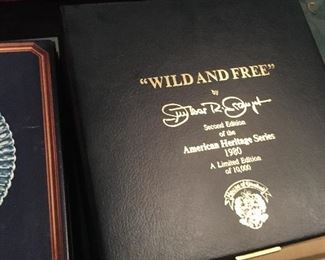 "WILD AND FREE"
by
Second Edition
of the
American Heritage Series
1980
A Limited Edition
of 10,000